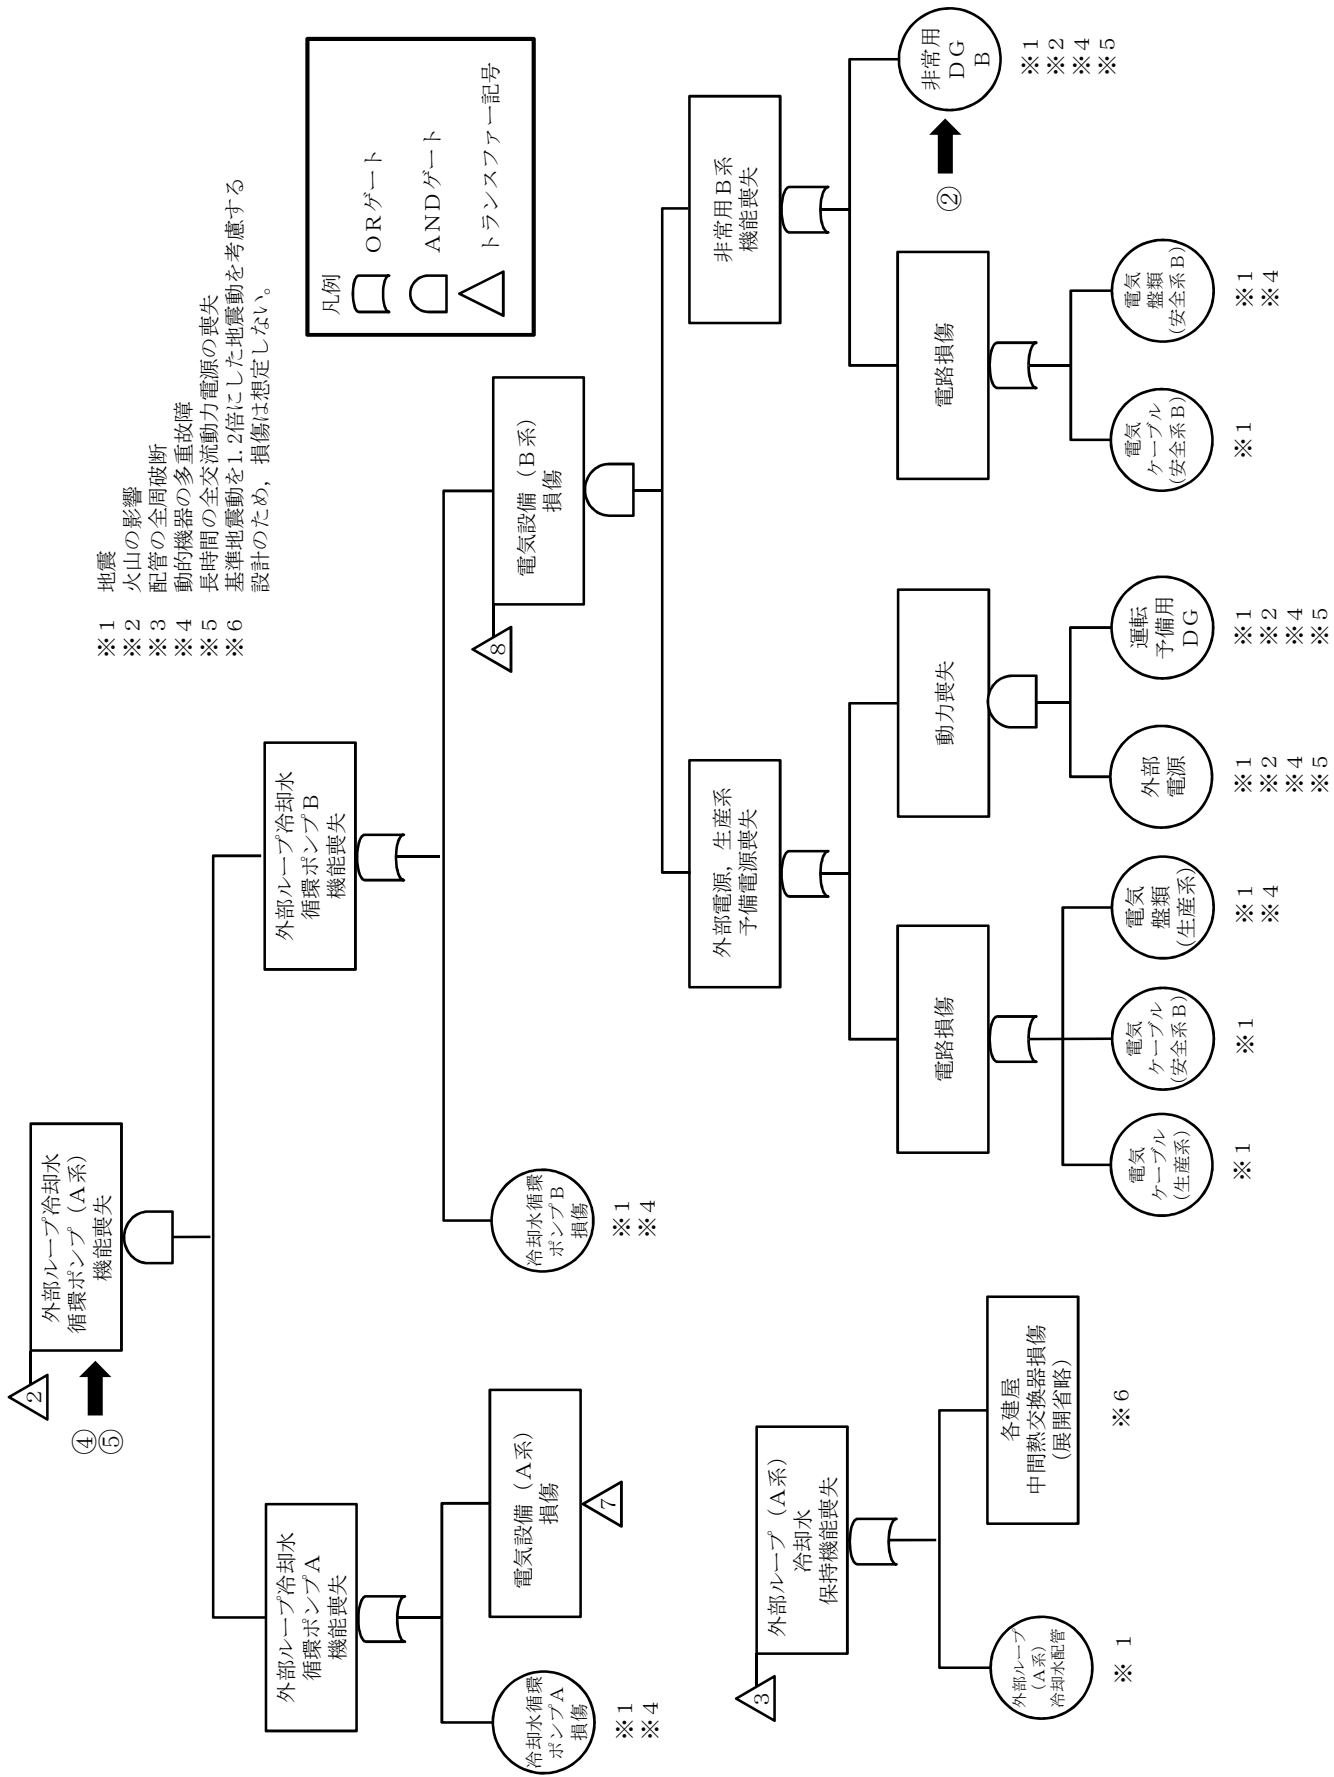 ※1 地震
※2 火山の影響
※3 配管の全周破断
※4 動的機器の多重故障
※5 長時間の全交流動力電源の喪失
※6 基準地震動を1.2倍にした地震動を考慮する
設計のため，損傷は想定しない。
凡例
ORゲート
ANDゲート
トランスファー記号
2
④
⑤
外部ループ冷却水
循環ポンプ（A系）
機能喪失
外部ループ冷却水
循環ポンプA
機能喪失
外部ループ冷却水
循環ポンプB
機能喪失
冷却水循環
ポンプA
損傷
※1
※4
電気設備（A系）
損傷
7
冷却水循環
ポンプB
損傷
※1
※4
8
電気設備（B系）
損傷
外部電源，生産系
予備電源喪失
非常用B系
機能喪失
電路損傷
動力喪失
電路損傷
②
非常用
DG
B
※1
※2
※4
※5
電気
ケーブル
(生産系)
※1
電気
ケーブル
(安全系B)
※1
電気
盤類
(生産系)
※1
※4
外部
電源
※1
※2
※4
※5
運転
予備用
DG
※1
※2
※4
※5
電気
ケーブル
(安全系B)
※1
電気
盤類
(安全系B)
※1
※4
3
外部ループ（A系）
冷却水
保持機能喪失
外部ループ
（A系）
冷却水配管
※1
各建屋
中間熱交換器損傷
(展開省略)
※6